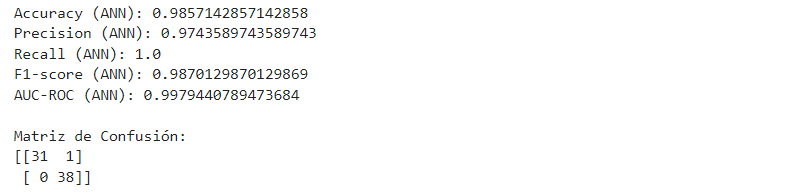 Accuracy (ANN): 0.9857142857142858
Precision (ANN): 0.9743589743589743
Recall (ANN): 1.0
F1-score (ANN): 0.9870129870129869
AUC-ROC (ANN): 0.9979440789473684
Matriz de Confusión:
[[31  1]
 [ 0 38]]